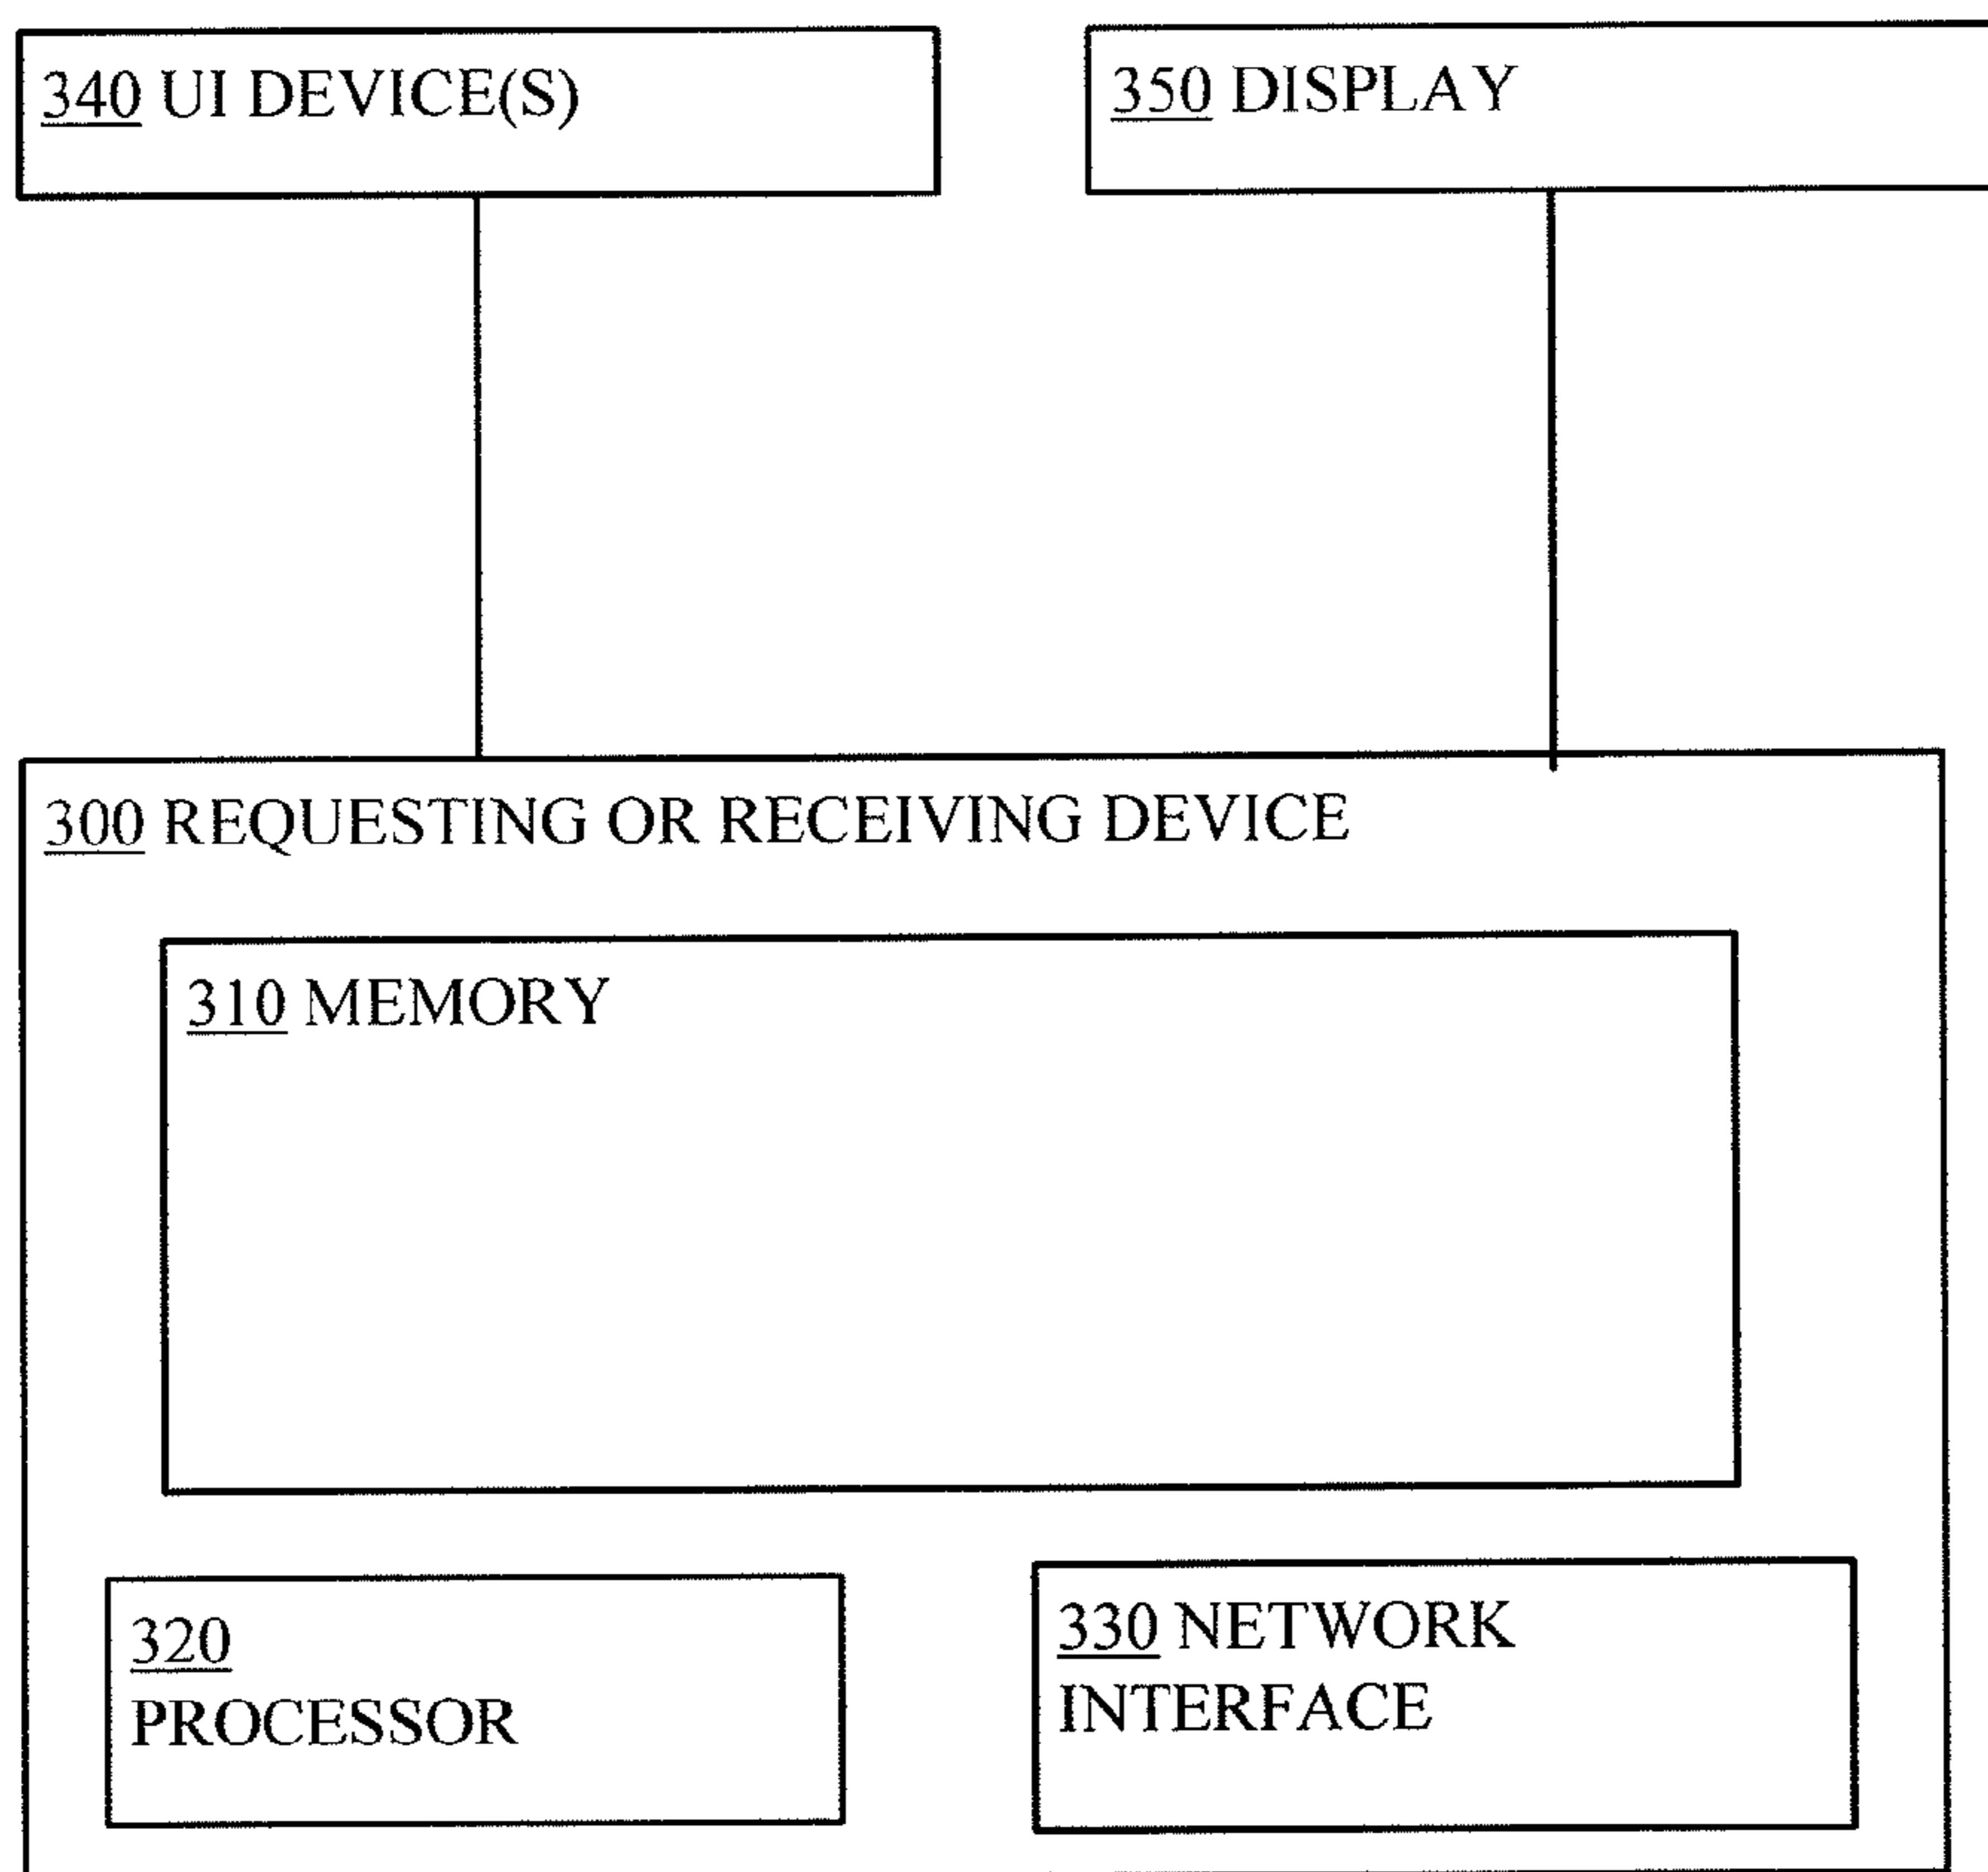 340 UI DEVICE(S)
350 DISPLAY
300 REQUESTING OR RECEIVING DEVICE
310 MEMORY
320
PROCESSOR
330 NETWORK
INTERFACE